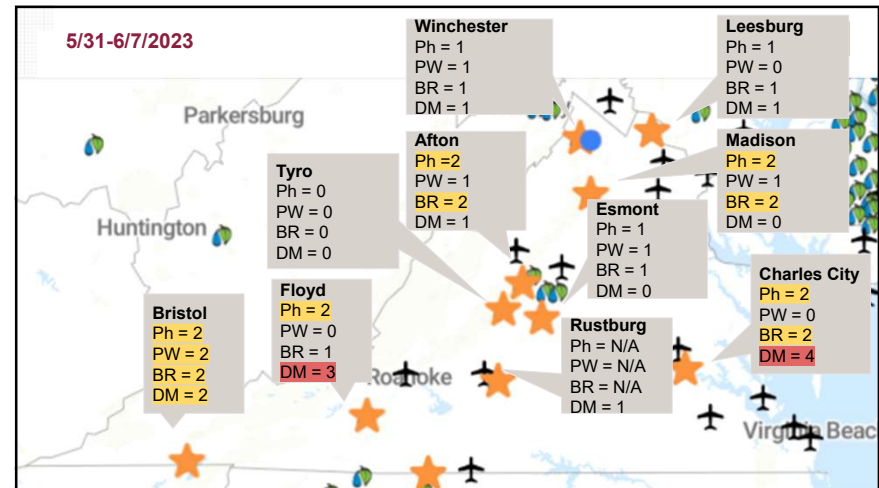 5/31-6/7/2023
Winchester
Ph = 1
PW = 1
BR = 1
DM = 1
Leesburg
Ph = 1
PW = 0
BR = 1
DM = 1
Parkersburg
Afton
Ph =2
PW = 1
BR = 2
DM = 1
Madison
Ph = 2
PW = 1
BR = 2
DM = 0
Tyro
Ph = 0
PW = 0
BR = 0
DM = 0
Huntington
Esmont
Ph = 1
PW = 1
BR = 1
DM = 0
Charles City
Ph = 2
PW = 0
BR = 2
DM = 4
Floyd
Ph = 2
PW = 0
BR = 1
DM = 3
Bristol
Ph = 2
PW = 2
BR = 2
DM = 2
Rustburg
Ph = N/A
PW = N/A
BR = N/A
DM = 1
Roanoke
Virginia Beac